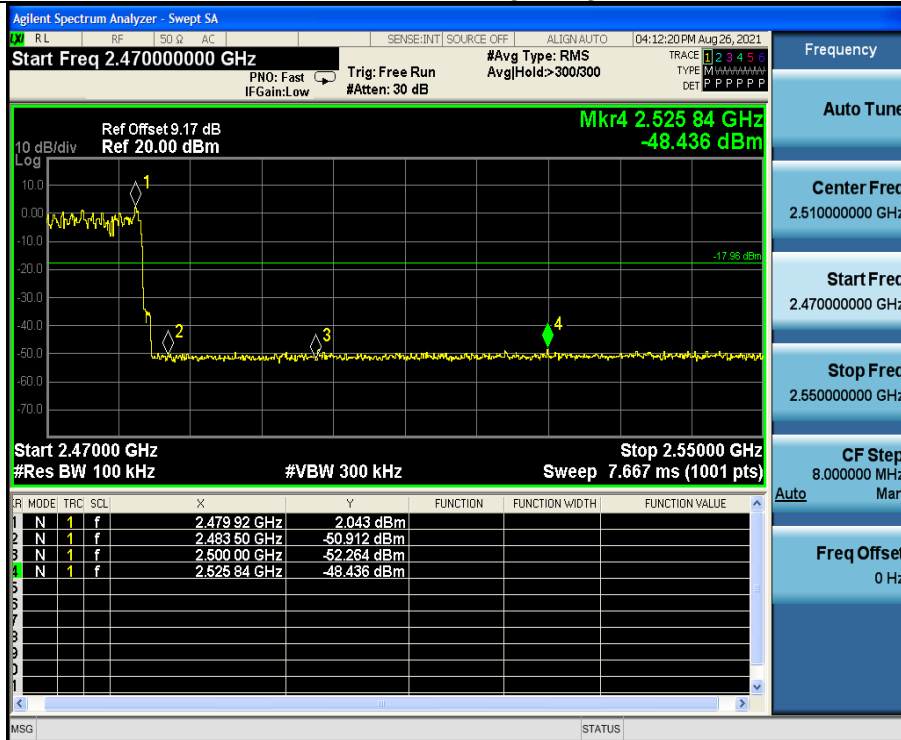 Agilent Spectrum Analyzer - Swept SA
LXI RL RF 50 Ω AC SENSE:INT SOURCE OFF ALIGN AUTO 04:12:20 PM Aug 26, 2021
Start Freq 2.470000000 GHz
PNO: Fast
IFGain:Low
Trig: Free Run
#Atten: 30 dB
#Avg Type: RMS
Avg|Hold:>300/300
TRACE 1 2 3 4 5 6
TYPE M
DET P P P P P P
Mkr4 2.525 84 GHz
-48.436 dBm
Ref Offset 9.17 dB
10 dB/div Ref 20.00 dBm
Log
10.0
0.00
-10.0
-20.0
-30.0
-40.0
-50.0
-60.0
-70.0
1
2
3
4
-17.96 dBm
Start 2.47000 GHz Stop 2.55000 GHz
#Res BW 100 kHz #VBW 300 kHz Sweep 7.667 ms (1001 pts)
KR MODE TRC SCL X Y FUNCTION FUNCTION WIDTH FUNCTION VALUE
1 N 1 f 2.479 92 GHz 2.043 dBm
2 N 1 f 2.483 50 GHz -50.912 dBm
3 N 1 f 2.500 00 GHz -52.264 dBm
4 N 1 f 2.525 84 GHz -48.436 dBm
5
6
7
8
9
0
1
MSG STATUS
Frequency
Auto Tune
Center Freq
2.510000000 GHz
Start Freq
2.470000000 GHz
Stop Freq
2.550000000 GHz
CF Step
8.000000 MHz
Auto Man
Freq Offset
0 Hz